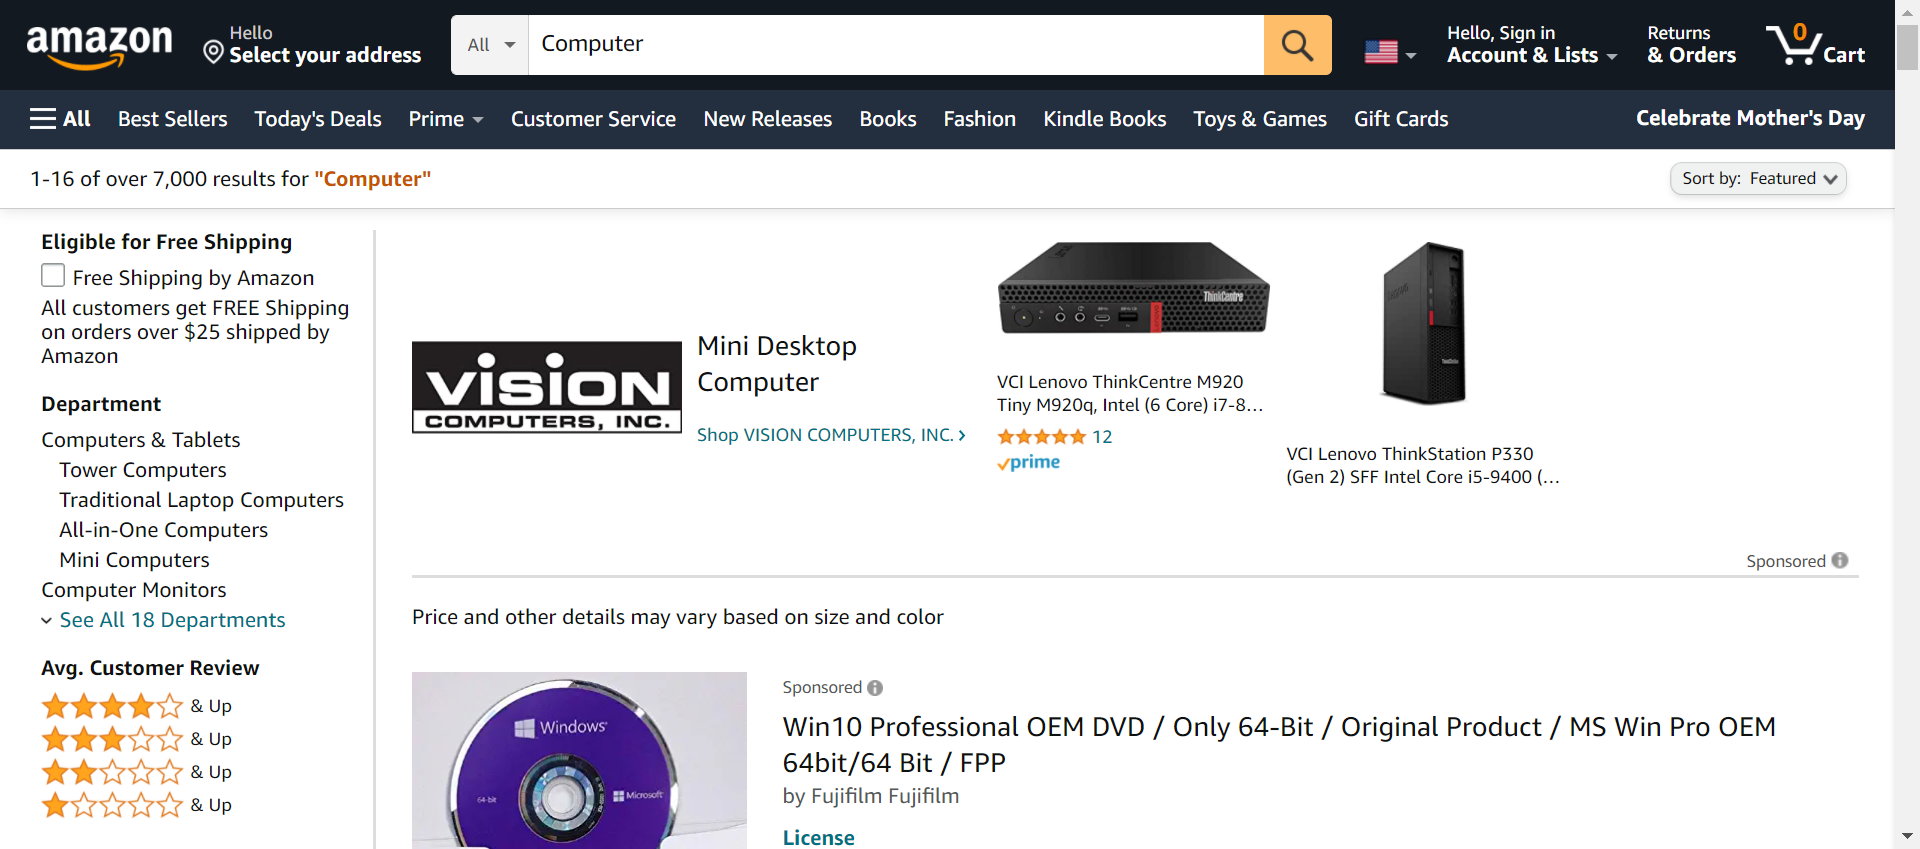 amazon
Hello
Select your address
All
Computer
Hello, Sign in
Account & Lists
Returns
& Orders
0
Cart
All
Best Sellers
Today's Deals
Prime
Customer Service
New Releases
Books
Fashion
Kindle Books
Toys & Games
Gift Cards
Celebrate Mother's Day
1-16 of over 7,000 results for "Computer"
Sort by: Featured
Eligible for Free Shipping
Free Shipping by Amazon
All customers get FREE Shipping
on orders over $25 shipped by
Amazon
Department
Computers & Tablets
Tower Computers
Traditional Laptop Computers
All-in-One Computers
Mini Computers
Computer Monitors
See All 18 Departments
Avg. Customer Review
& Up
& Up
& Up
& Up
VISION
COMPUTERS, INC.
Mini Desktop
Computer
Shop VISION COMPUTERS, INC. ›
ThinkCentre
VCI Lenovo ThinkCentre M920
Tiny M920q, Intel (6 Core) i7-8...
12
prime
VCI Lenovo ThinkStation P330
(Gen 2) SFF Intel Core i5-9400 (...
Sponsored
Price and other details may vary based on size and color
Windows
64-bit
Microsoft
Sponsored
Win10 Professional OEM DVD / Only 64-Bit / Original Product / MS Win Pro OEM
64bit/64 Bit / FPP
by Fujifilm Fujifilm
License